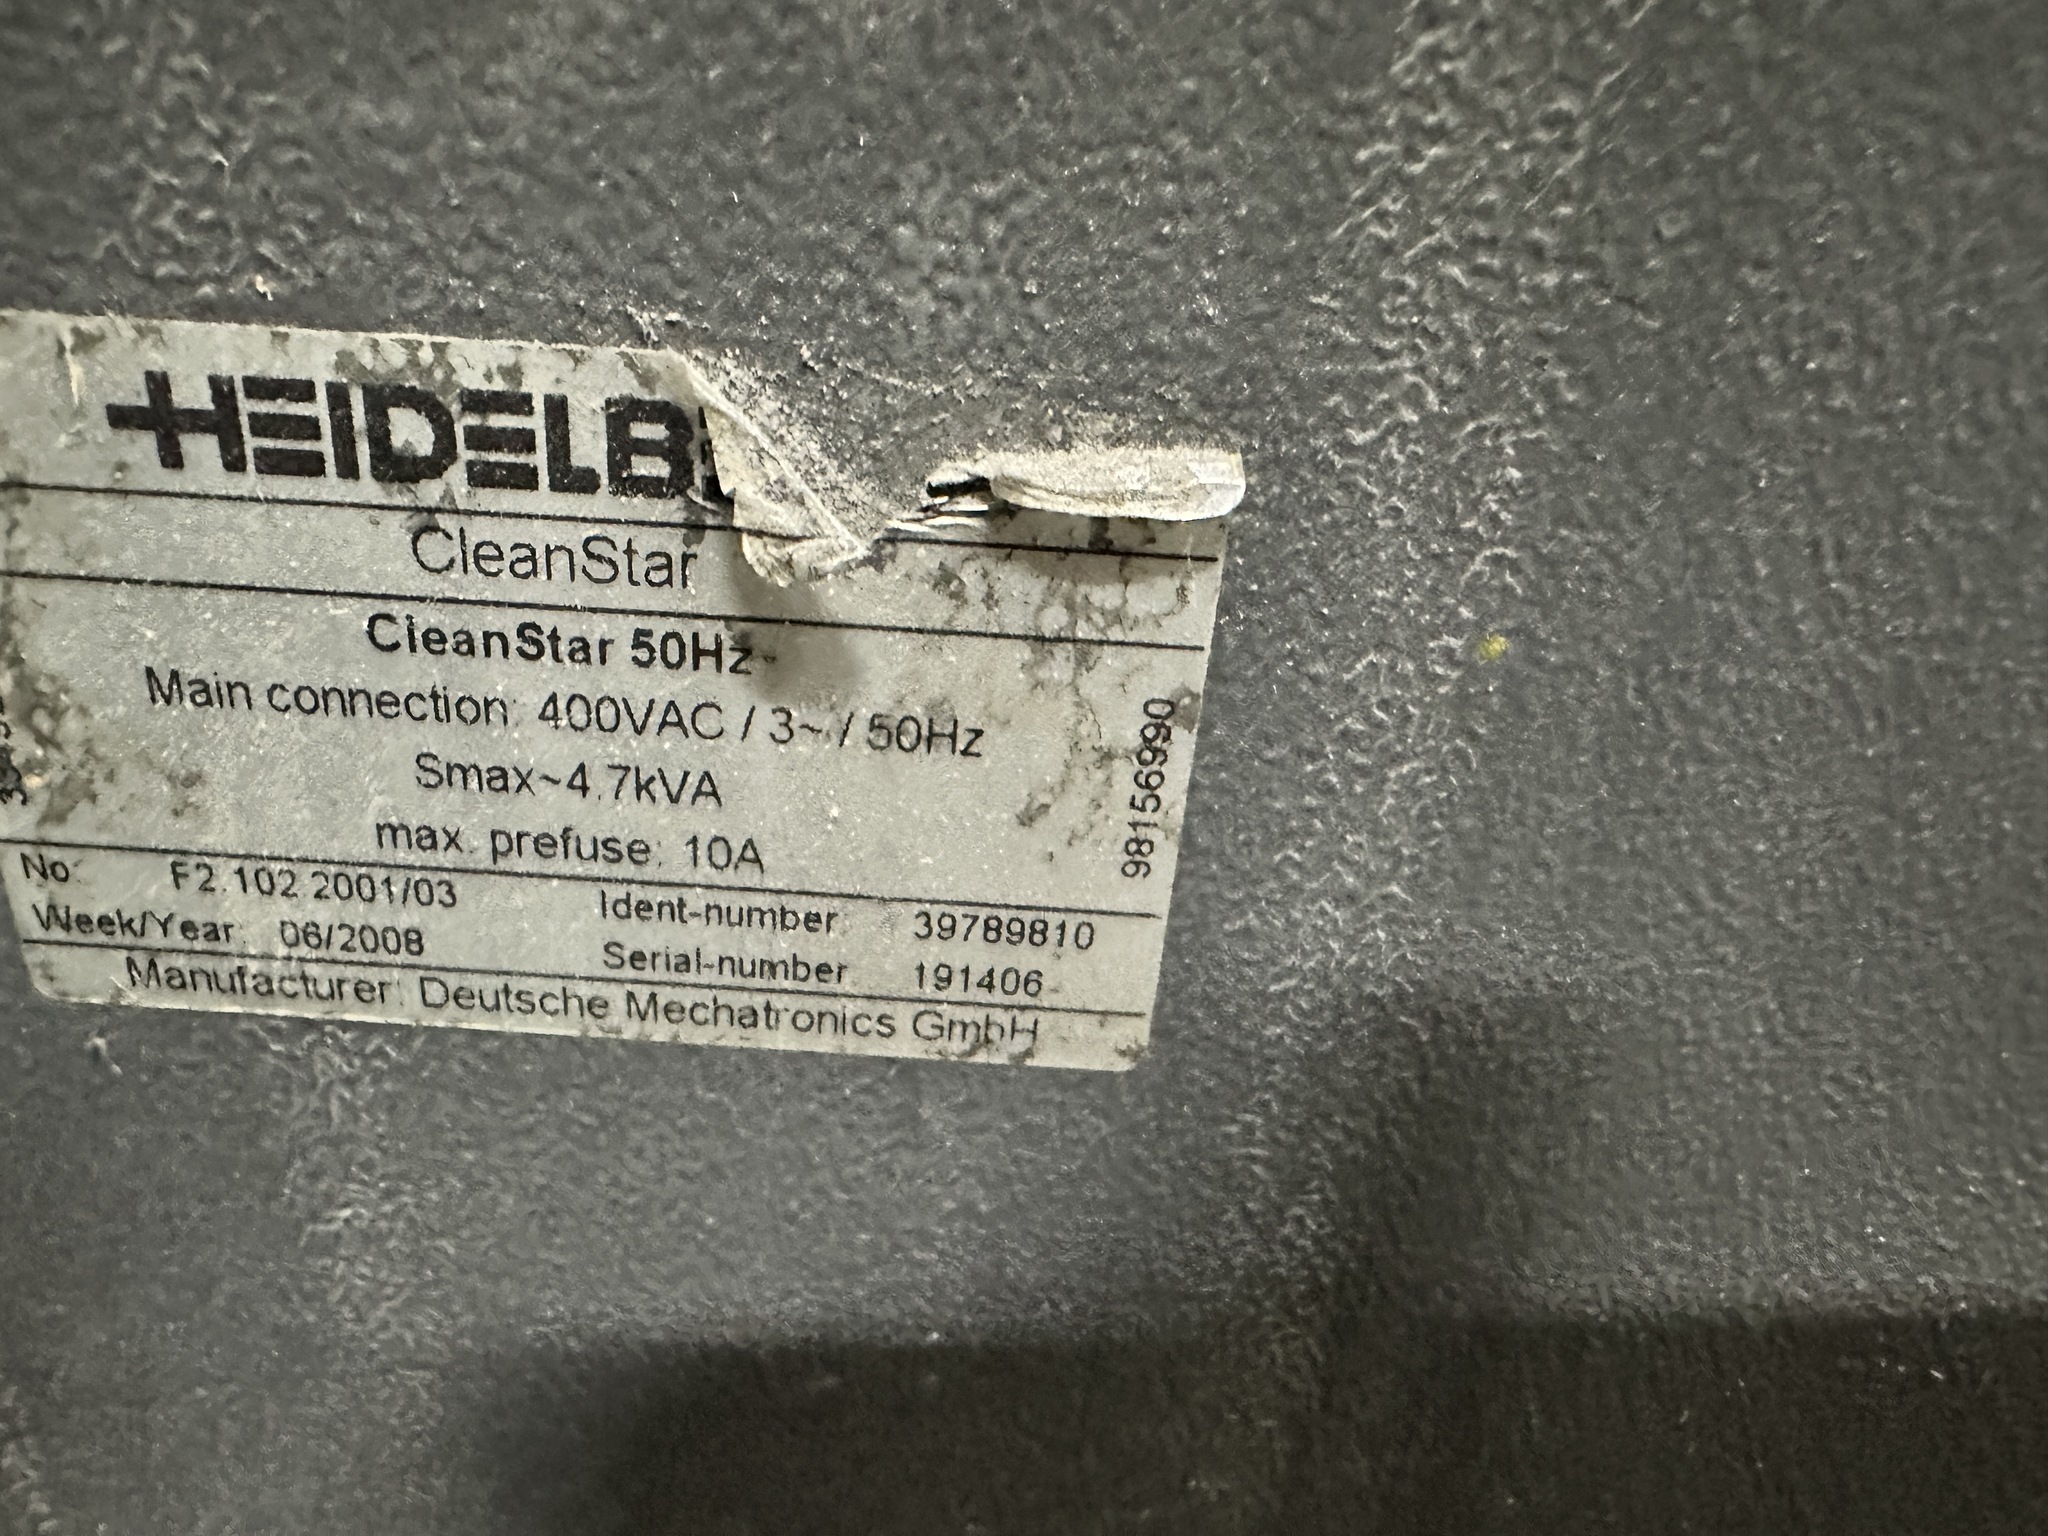 HEIDELB
CleanStar
CleanStar 50Hz
Main connection: 400VAC / 3~ / 50Hz
Smax~4.7kVA
max. prefuse: 10A
98156990
No: F2.102.2001/03 Ident-number: 39789810
Week/Year: 06/2008 Serial-number: 191406
Manufacturer: Deutsche Mechatronics GmbH